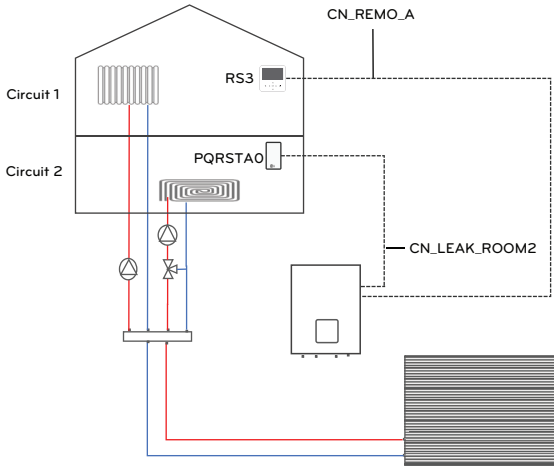 CN_REMO_A
RS3
Circuit 1
PQRSTA0
Circuit 2
CN_LEAK_ROOM2